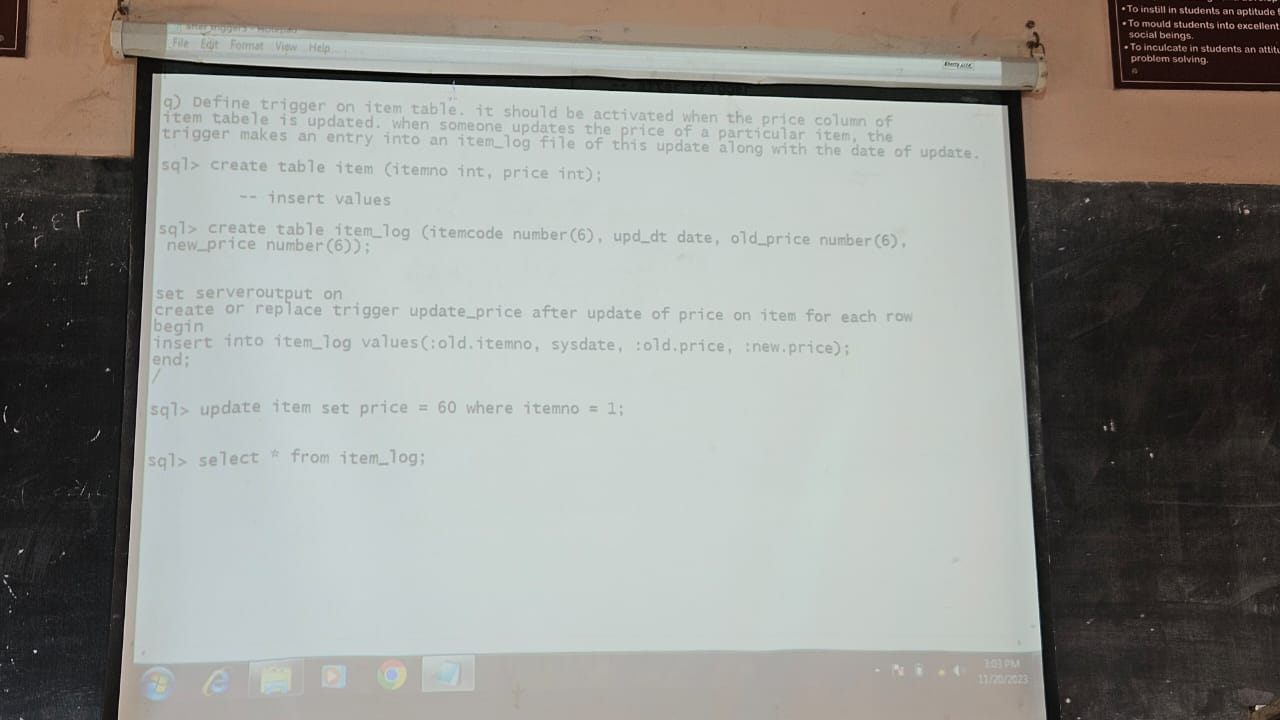 File Edit Format View Help
q) Define trigger on item table. it should be activated when the price column of
item tabele is updated. when someone updates the price of a particular item, the
trigger makes an entry into an item_log file of this update along with the date of update.
sql> create table item (itemno int, price int);
-- insert values
sql> create table item_log (itemcode number(6), upd_dt date, old_price number(6),
new_price number(6));
set serveroutput on
create or replace trigger update_price after update of price on item for each row
begin
insert into item_log values(:old.itemno, sysdate, :old.price, :new.price);
end;
/
sql> update item set price = 60 where itemno = 1;
sql> select * from item_log;
3:03 PM
11/20/2023
• To instill in students an aptitude
• To mould students into excellent
social beings.
• To inculcate in students an
problem solving.